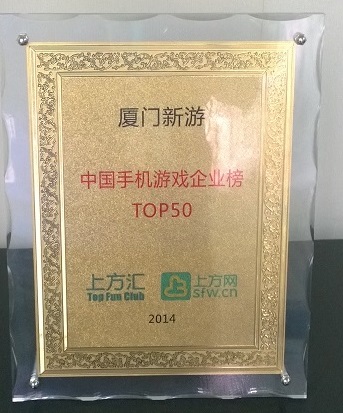 厦门新游
中国手机游戏企业榜
TOP50
上方汇
Top Fun Club
上方网
sfw.cn
2014